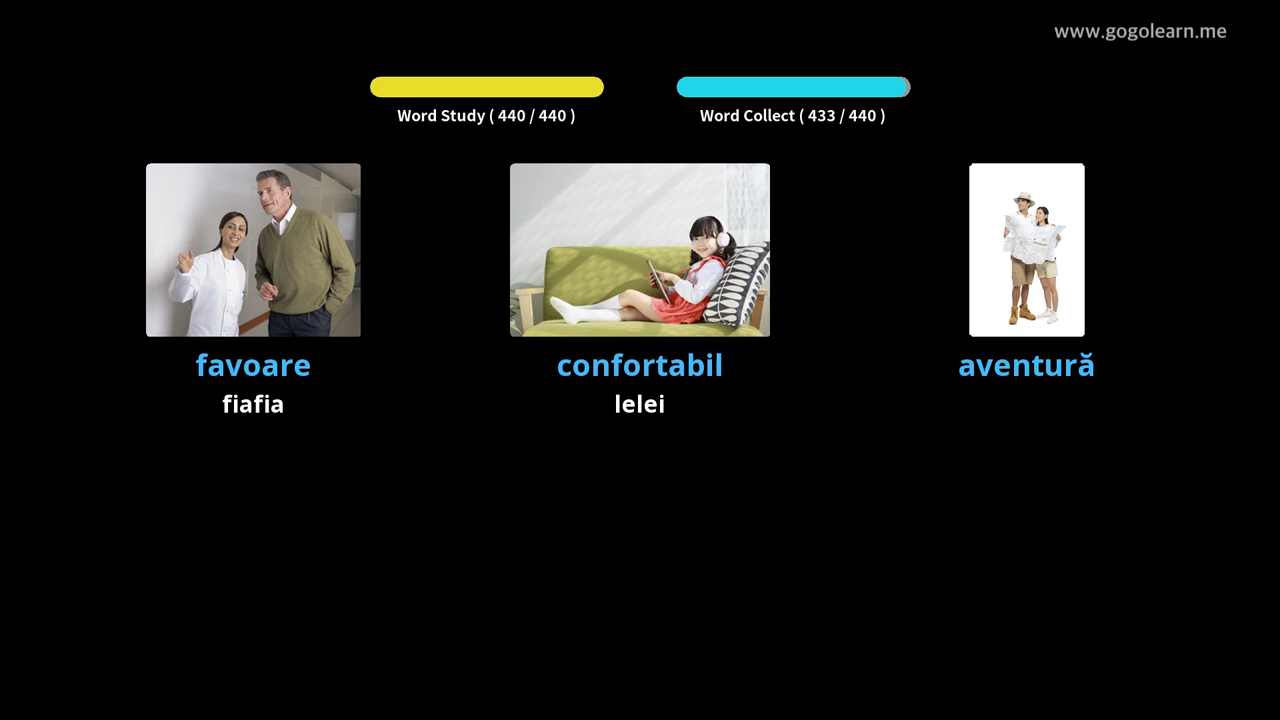 www.gogolearn.me
Word Study ( 440 / 440 )
Word Collect ( 433 / 440 )
favoare
fiafia
confortabil
lelei
aventură